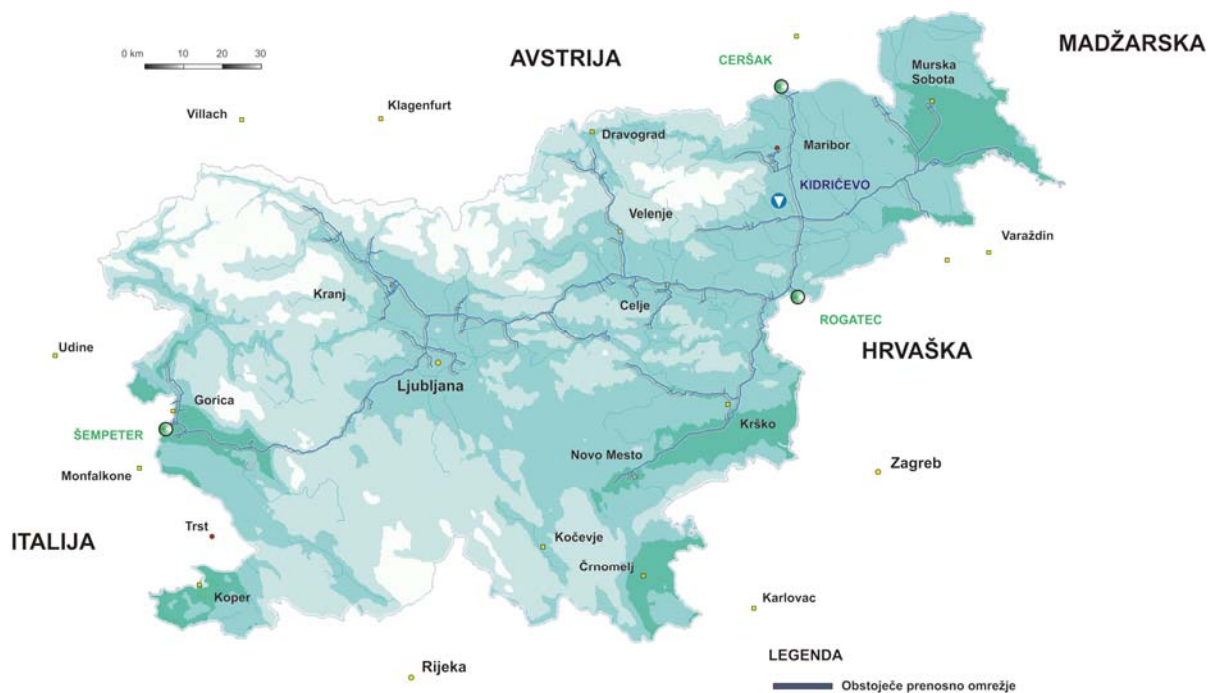 MADŽARSKA
AVSTRIJA
0 km 10 20 30
CERŠAK
Murska
Sobota
Villach
Klagenfurt
Dravograd
Maribor
KIDRIČEVO
Velenje
Varaždin
Kranj
Celje
ROGATEC
Udine
HRVAŠKA
Ljubljana
Gorica
Krško
ŠEMPETER
Novo Mesto
Zagreb
Monfalkone
Trst
ITALIJA
Kočevje
Črnomelj
Koper
Karlovac
LEGENDA
Rijeka
Obstoječe prenosno omrežje